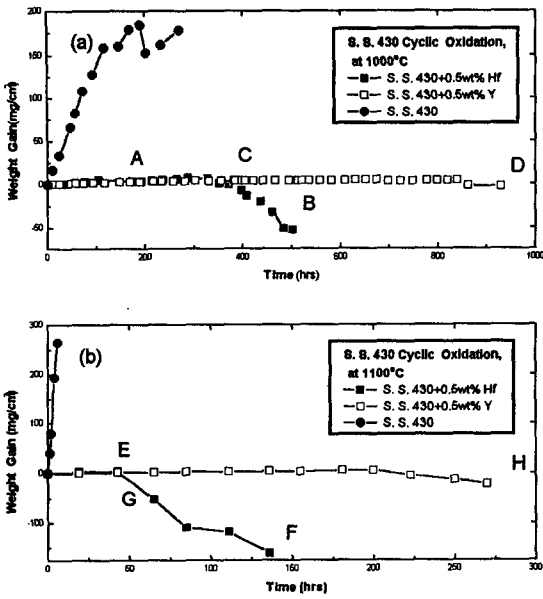 200
(a)
S. S. 430 Cyclic Oxidation,
at 1000°C
S. S. 430+0.5wt% Hf
S. S. 430+0.5wt% Y
S. S. 430
150
100
50
0
-50
Weight Gain(mg/cm²)
A
C
B
D
0
200
400
600
800
1000
Time (hrs)
300
(b)
S. S. 430 Cyclic Oxidation,
at 1100°C
S. S. 430+0.5wt% Hf
S. S. 430+0.5wt% Y
S. S. 430
200
100
0
-100
Weight Gain (mg/cm²)
E
G
F
H
0
50
100
150
200
250
300
Time (hrs)